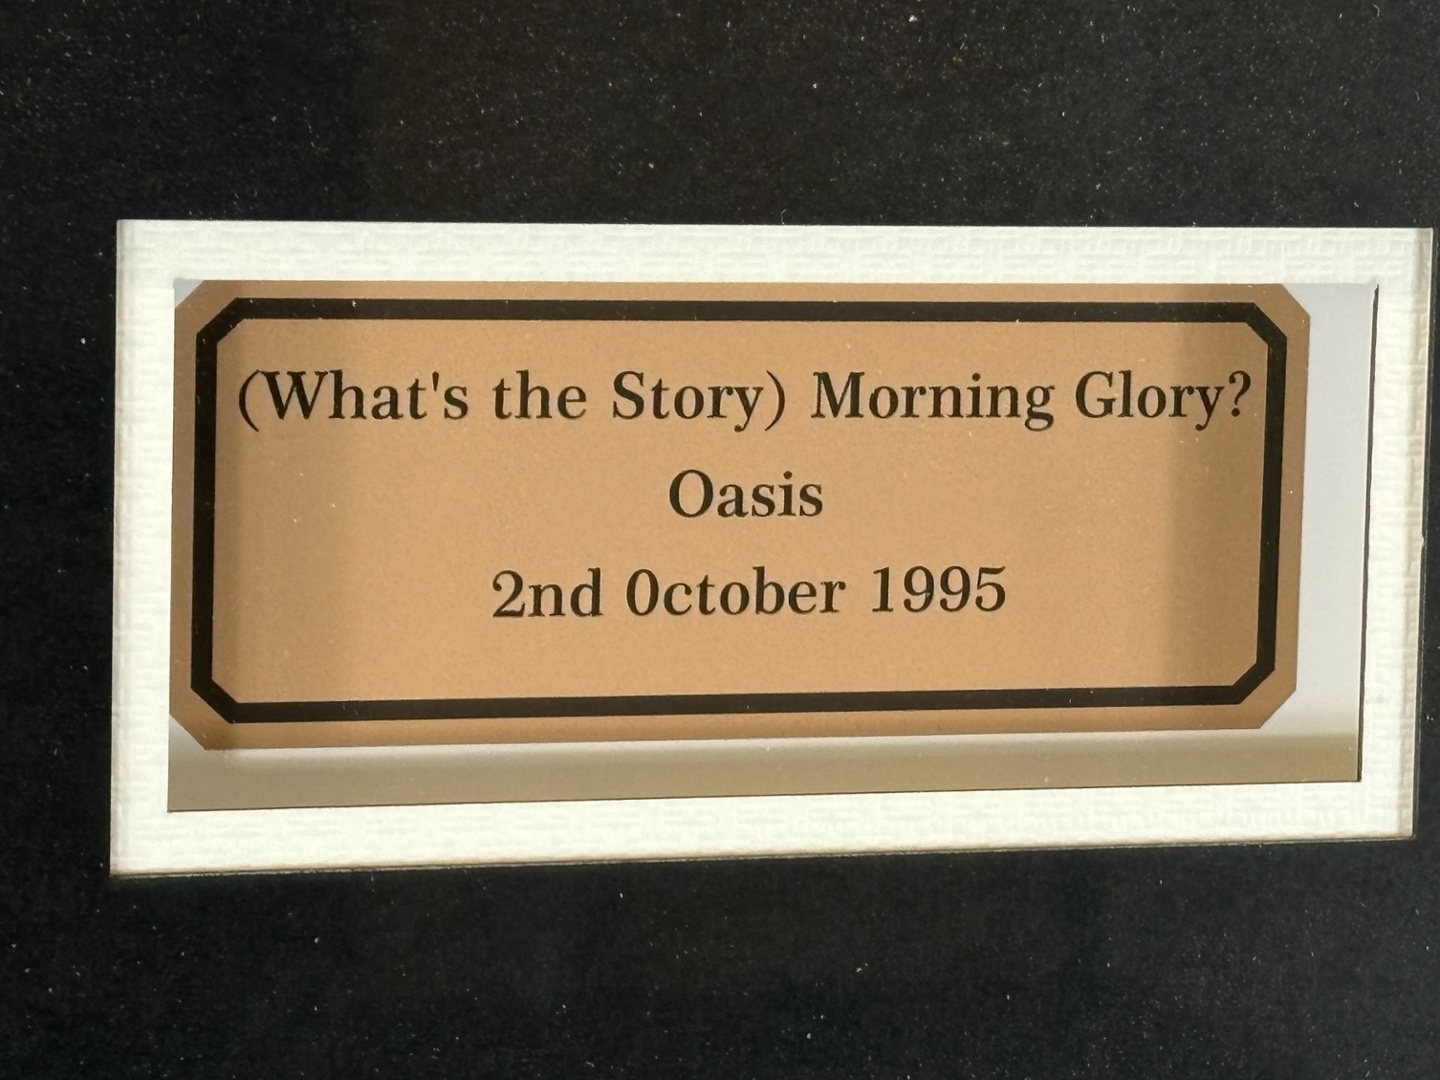 (What's the Story) Morning Glory?
Oasis
2nd 0ctober 1995